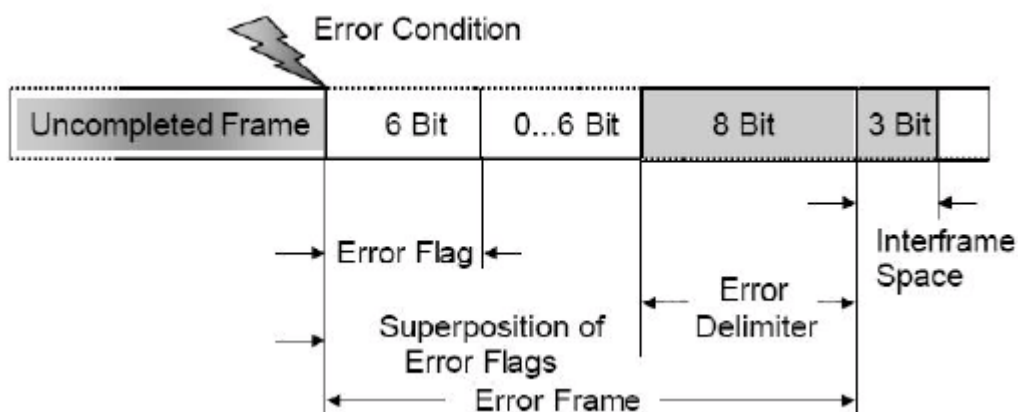 Error Condition
Uncompleted Frame 6 Bit 0...6 Bit 8 Bit 3 Bit
Error Flag
Interframe
Space
Error
Delimiter
Superposition of
Error Flags
Error Frame